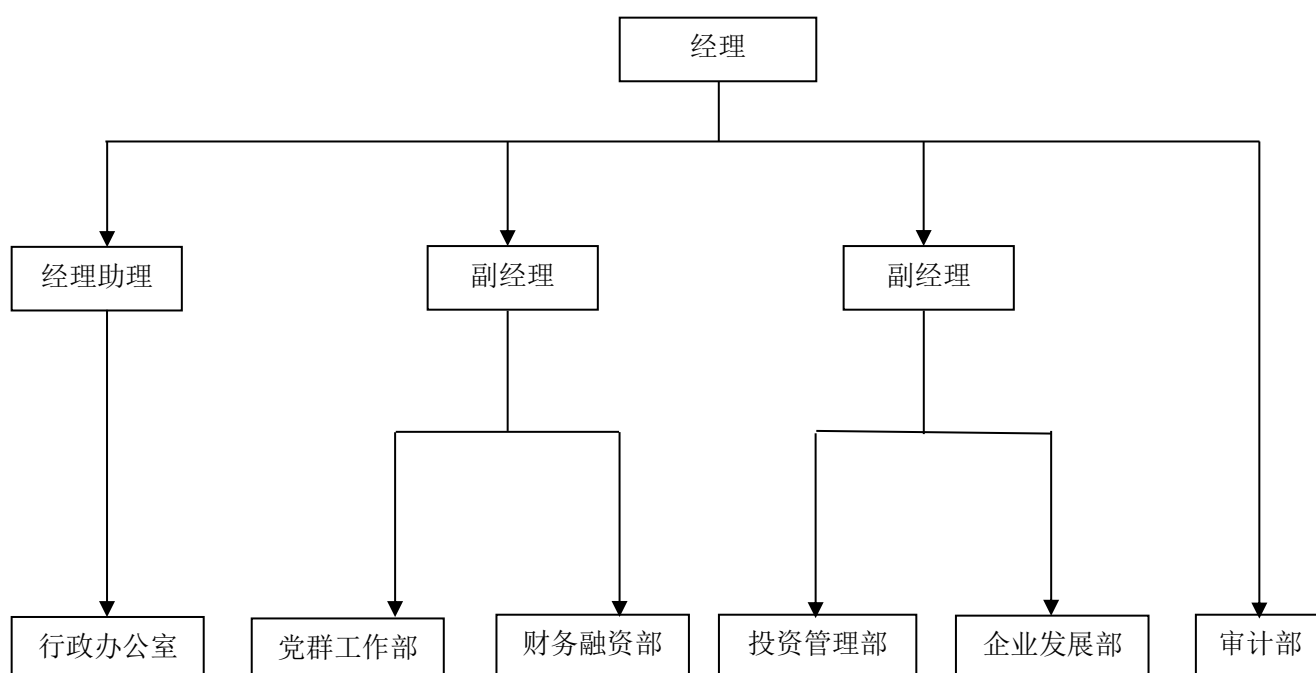 经理
经理助理
副经理
副经理
行政办公室
党群工作部
财务融资部
投资管理部
企业发展部
审计部